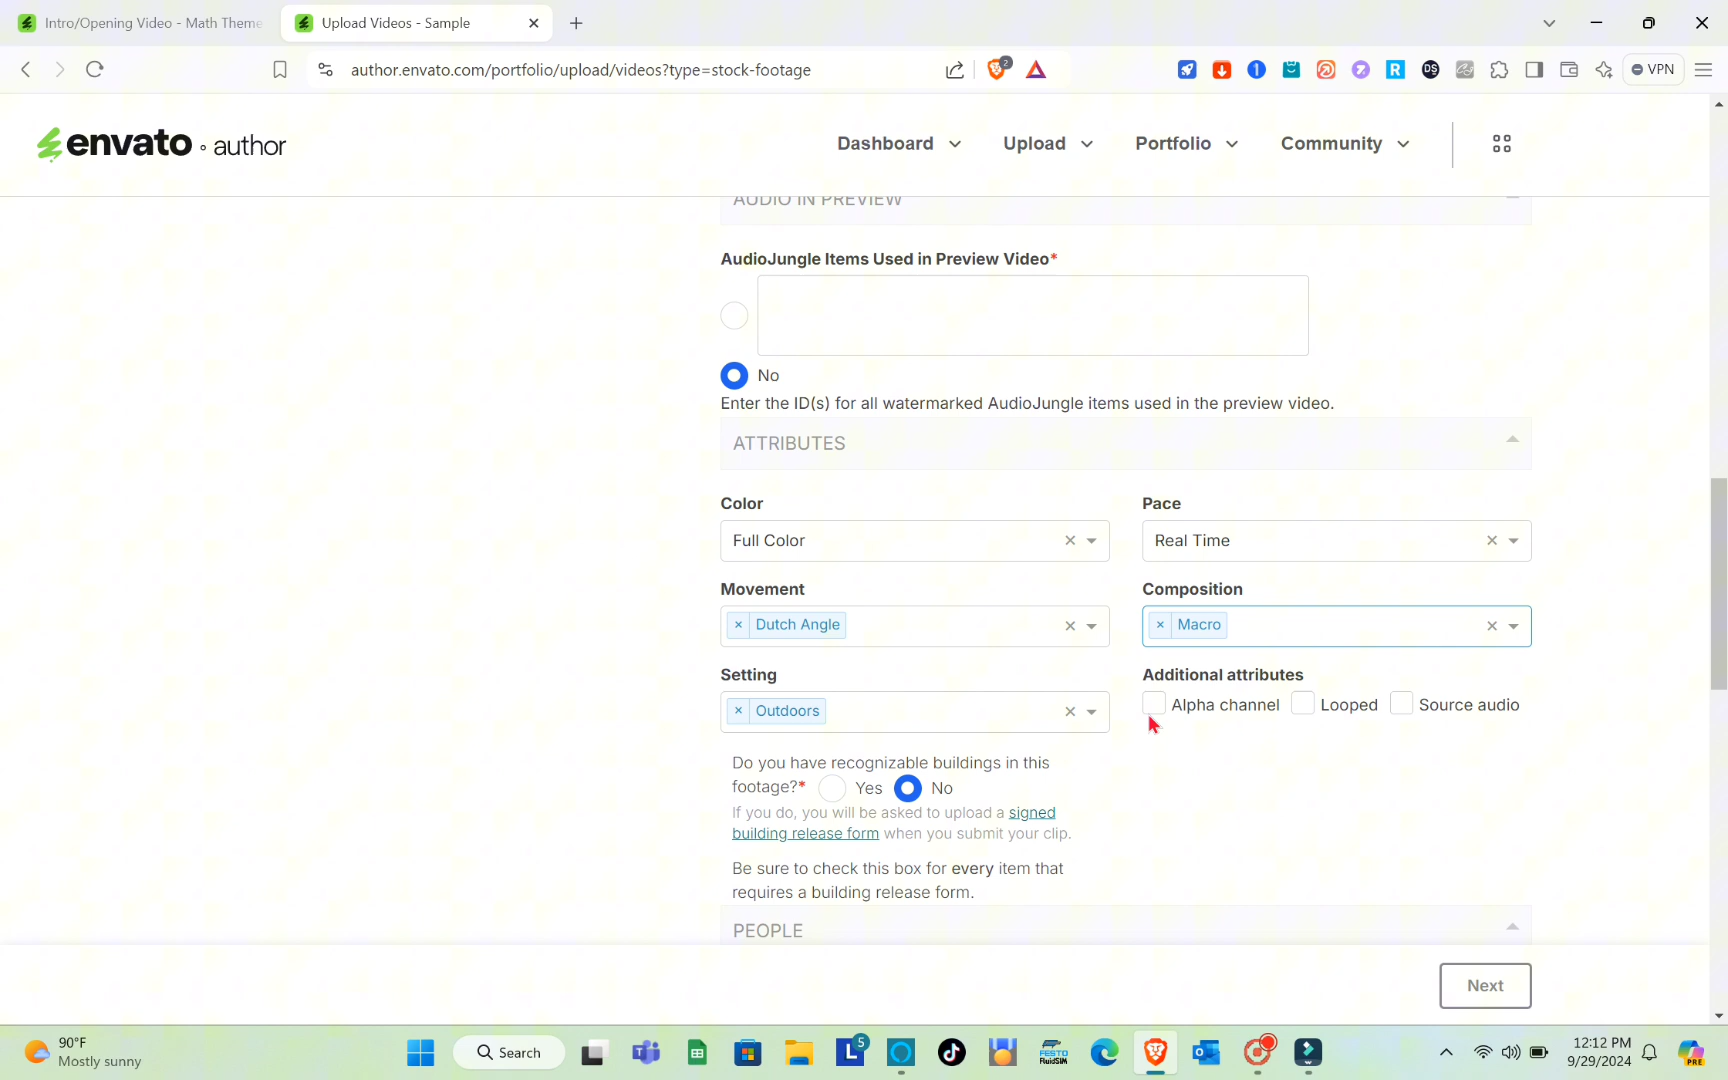 Intro/Opening Video - Math Theme
Upload Videos - Sample
author.envato.com/portfolio/upload/videos?type=stock-footage
2
VPN
envato • author
Dashboard
Upload
Portfolio
Community
AUDIO IN PREVIEW
AudioJungle Items Used in Preview Video*
No
Enter the ID(s) for all watermarked AudioJungle items used in the preview video.
ATTRIBUTES
Color
Pace
Full Color
Real Time
Movement
Composition
× Dutch Angle
× Macro
Setting
Additional attributes
× Outdoors
Alpha channel Looped Source audio
Do you have recognizable buildings in this
footage?* Yes No
If you do, you will be asked to upload a signed
building release form when you submit your clip.
Be sure to check this box for every item that
requires a building release form.
PEOPLE
Next
90°F
Mostly sunny
Search
5
FESTO
FluidSIM
12:12 PM
9/29/2024
PRE